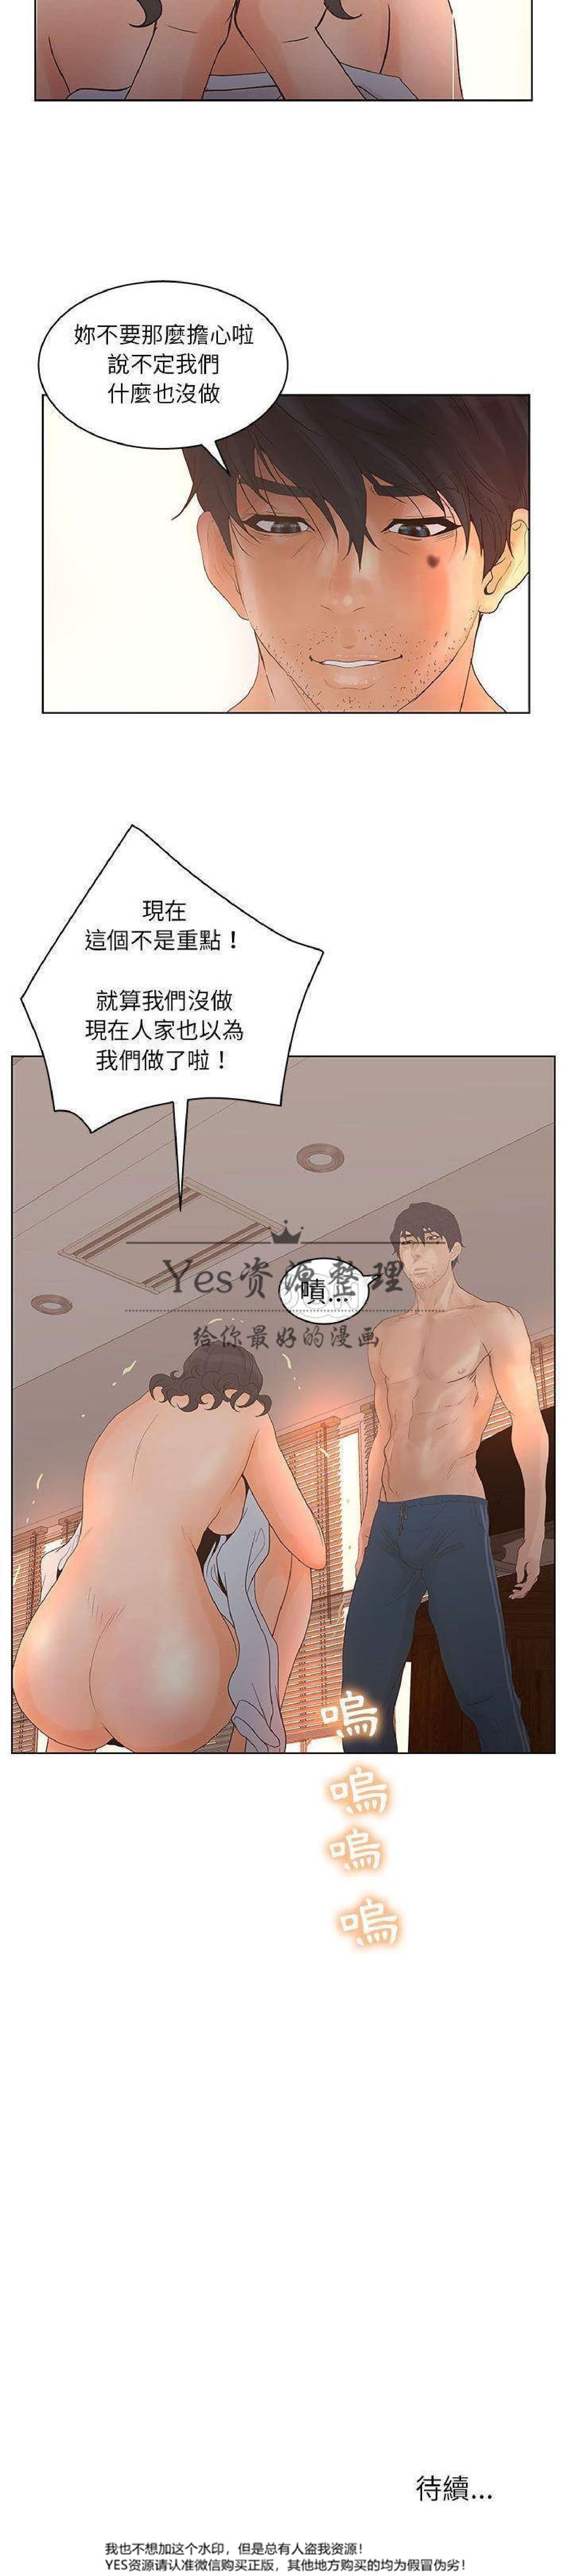 妳不要那麼擔心啦
說不定我們
什麼也沒做
現在
這個不是重點！
就算我們沒做
現在人家也以為
我們做了啦！
Yes资源整理
嘖...
给你最好的漫画
嗚
嗚
嗚
嗚
待續...
我也不想加这个水印，但是总有人盗我资源！
YES资源请认准微信购买正版，其他地方购买的均为假冒伪劣！